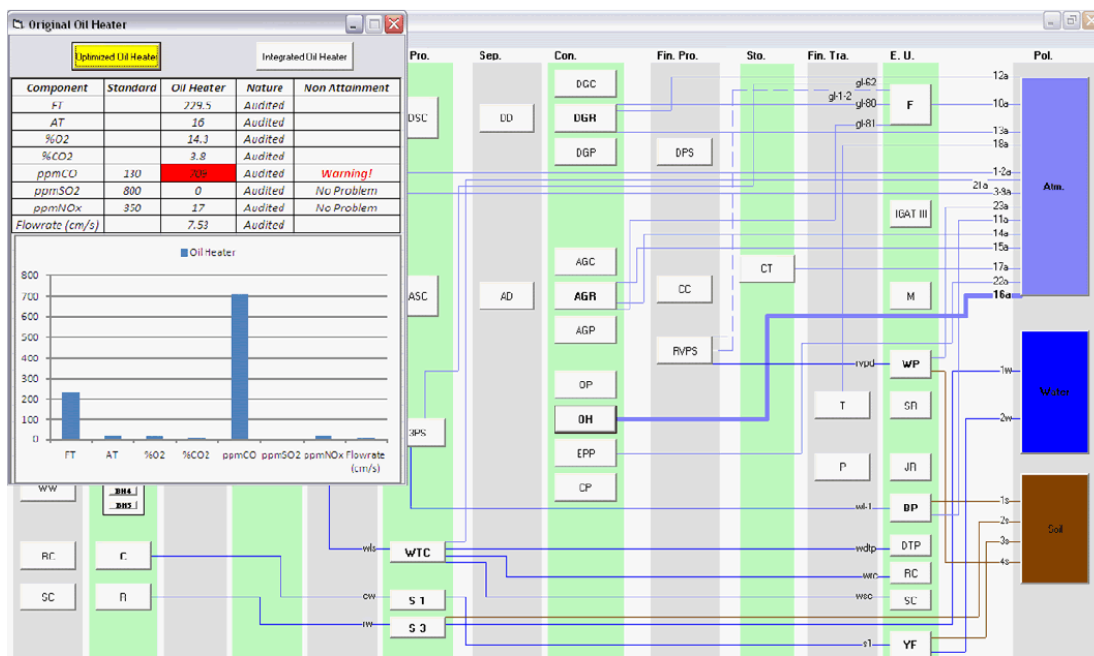 Original Oil Heater
Optimized Oil Heater
Integrated Oil Heater
Component Standard Oil Heater Nature Non Attainment
FT 229.5 Audited
AT 16 Audited
%O2 14.3 Audited
%CO2 3.8 Audited
ppmCO 130 709 Audited Warning!
ppmSO2 800 0 Audited No Problem
ppmNOx 350 17 Audited No Problem
Flowrate (cm/s) 7.53 Audited
Oil Heater
800
700
600
500
400
300
200
100
0
FT AT %O2 %CO2 ppmCO ppmSO2 ppmNOx Flowrate
(cm/s)
Pro. Sep. Con. Fin. Pro. Sto. Fin. Tra. E. U. Pol.
DSC
DD
DGC
DGR
DGP
DPS
gl-62
gl-1-2
gl-80
gl-81
F
12a
10a
13a
18a
1-2a
21a
3-9a
23a
11a
14a
15a
17a
22a
16a
Atm.
IGAT III
ASC
AD
AGC
AGR
AGP
CC
CT
M
RVPS
rvpd
WP
OP
OH
EPP
CP
T
P
SR
JR
BP
wl-1
1w
2w
Water
1s
2s
3s
4s
Soil
WW
BH4
BH5
BC
C
SC
R
wls
WTC
wdtp
DTP
wrc
RC
wsc
SC
cw
S 1
rw
S 3
s1
YF